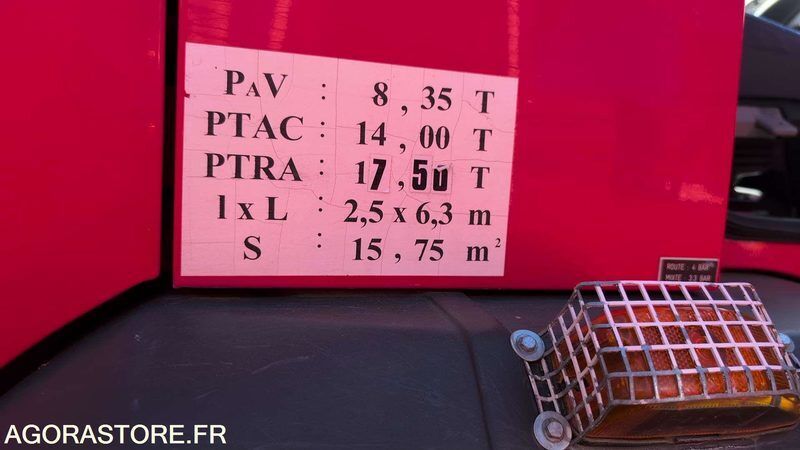 PAV : 8,35 T
PTAC : 14,00 T
PTRA : 17,50 T
l x L : 2,5 x 6,3 m
S : 15,75 m²
ROUTE : 4 BAR
MIXTE : 3.3 BAR
AGORASTORE.FR